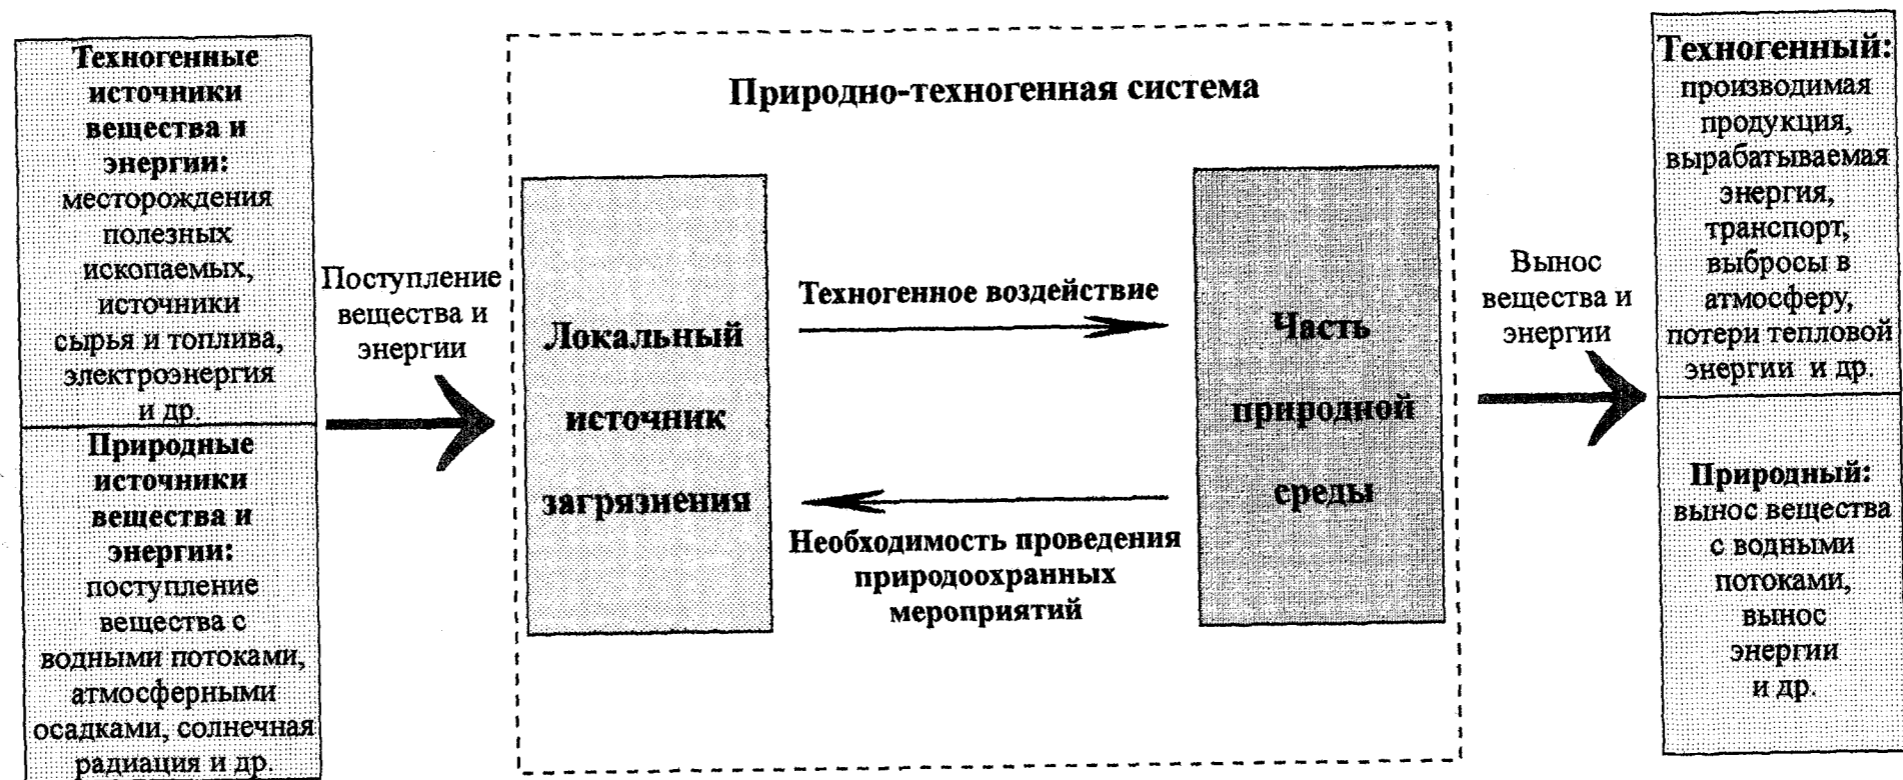 Техногенные
источники
вещества и
энергии:
месторождения
полезных
ископаемых,
источники
сырья и топлива,
электроэнергия
и др.
Природные
источники
вещества и
энергии:
поступление
вещества с
водными потоками,
атмосферными
осадками, солнечная
радиация и др.
Поступление
вещества и
энергии
Природно-техногенная система
Локальный
источник
загрязнения
Техногенное воздействие
Необходимость проведения
природоохранных
мероприятий
Часть
природной
среды
Вынос
вещества и
энергии
Техногенный:
производимая
продукция,
вырабатываемая
энергия,
транспорт,
выбросы в
атмосферу,
потери тепловой
энергии и др.
Природный:
вынос вещества
с водными
потоками,
вынос
энергии
и др.